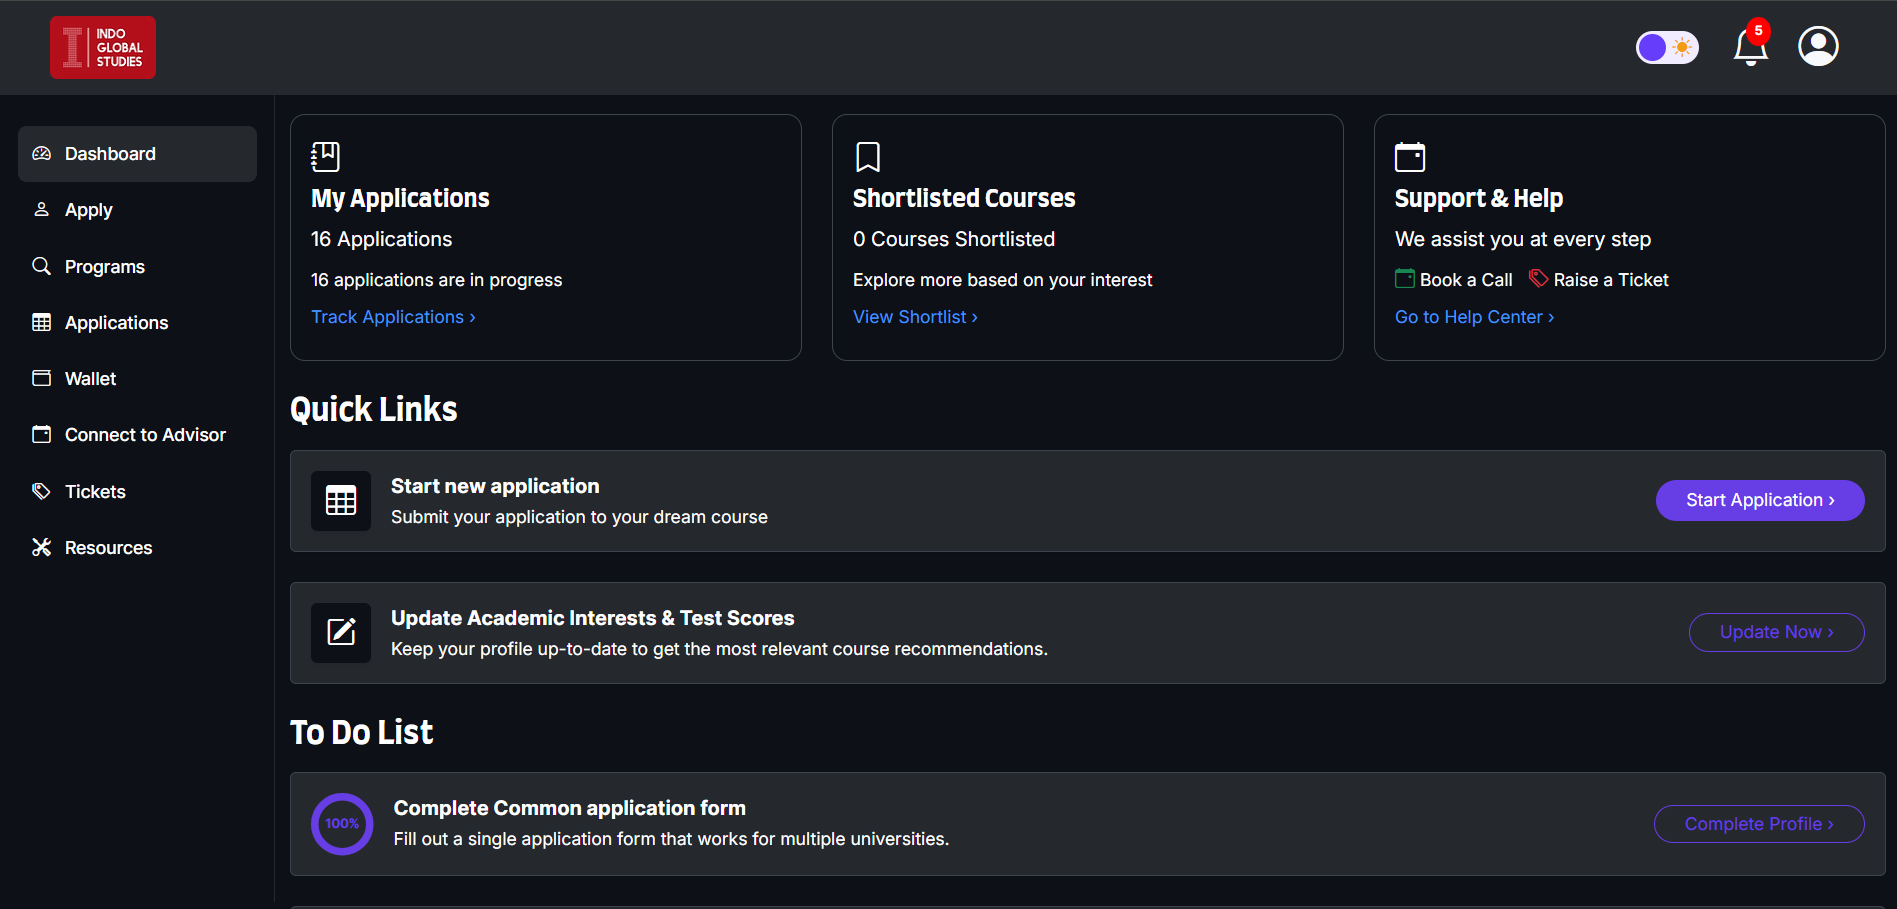 INDO
GLOBAL
STUDIES
5
Dashboard
Apply
Programs
Applications
Wallet
Connect to Advisor
Tickets
Resources
My Applications
16 Applications
16 applications are in progress
Track Applications ›
Shortlisted Courses
0 Courses Shortlisted
Explore more based on your interest
View Shortlist ›
Support & Help
We assist you at every step
Book a Call Raise a Ticket
Go to Help Center ›
Quick Links
Start new application
Submit your application to your dream course
Start Application ›
Update Academic Interests & Test Scores
Keep your profile up-to-date to get the most relevant course recommendations.
Update Now ›
To Do List
100%
Complete Common application form
Fill out a single application form that works for multiple universities.
Complete Profile ›